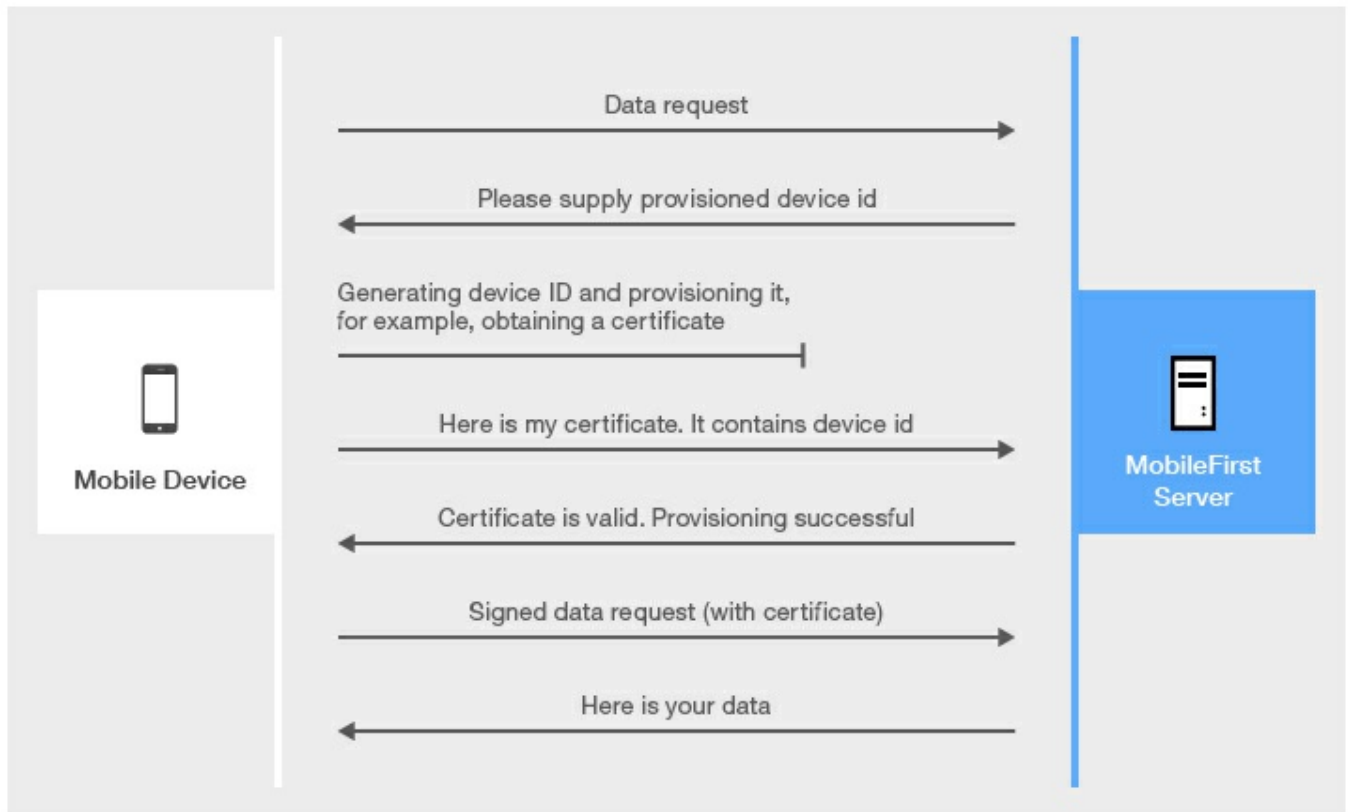 Data request
Please supply provisioned device id
Generating device ID and provisioning it,
for example, obtaining a certificate
Here is my certificate. It contains device id
Mobile Device
MobileFirst
Server
Certificate is valid. Provisioning successful
Signed data request (with certificate)
Here is your data